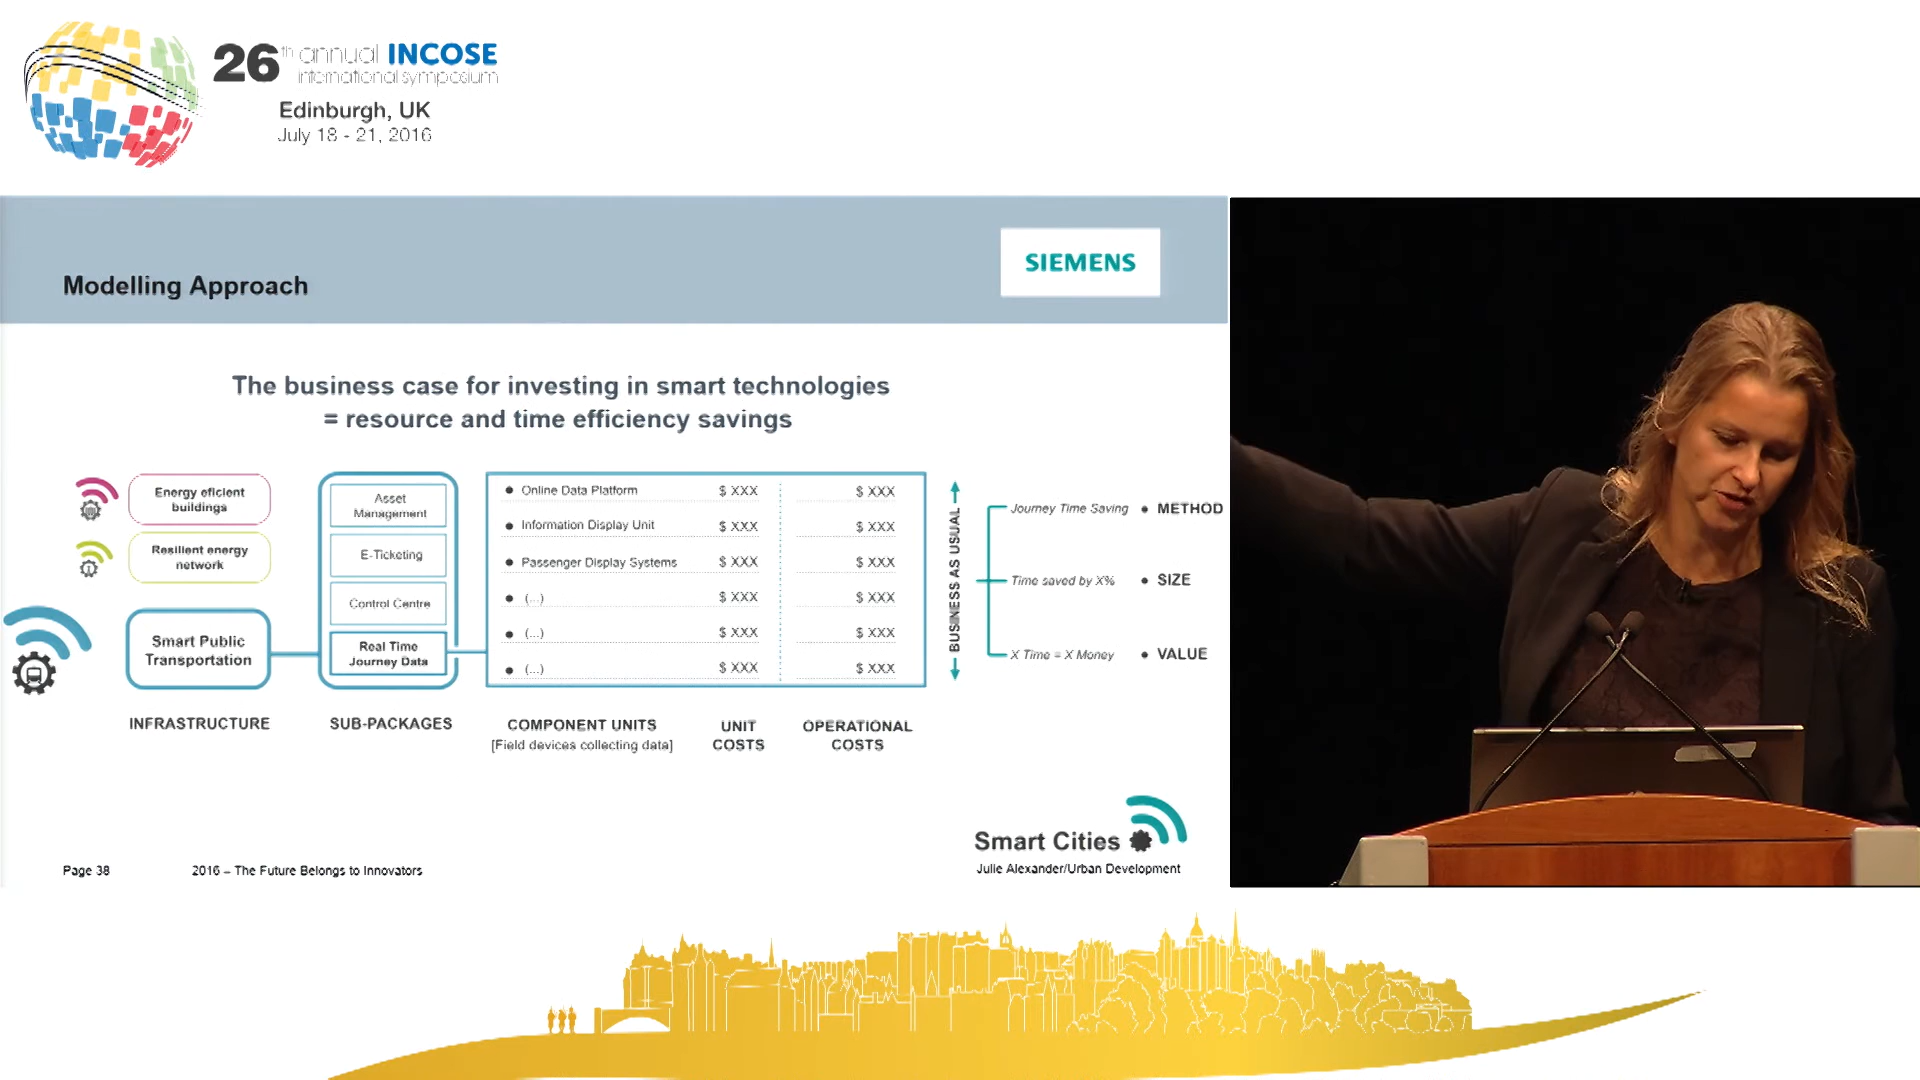 26th annual INCOSE
international symposium
Edinburgh, UK
July 18 - 21, 2016
SIEMENS
Modelling Approach
The business case for investing in smart technologies
= resource and time efficiency savings
Energy eficient
buildings
Resilient energy
network
Smart Public
Transportation
INFRASTRUCTURE
Asset
Management
E-Ticketing
Control Centre
Real Time
Journey Data
SUB-PACKAGES
• Online Data Platform $ XXX $ XXX
• Information Display Unit $ XXX $ XXX
• Passenger Display Systems $ XXX $ XXX
• (...) $ XXX $ XXX
• (...) $ XXX $ XXX
• (...) $ XXX $ XXX
COMPONENT UNITS
[Field devices collecting data]
UNIT
COSTS
OPERATIONAL
COSTS
BUSINESS AS USUAL
Journey Time Saving • METHOD
Time saved by X% • SIZE
X Time = X Money • VALUE
Smart Cities
Julie Alexander/Urban Development
Page 38
2016 – The Future Belongs to Innovators